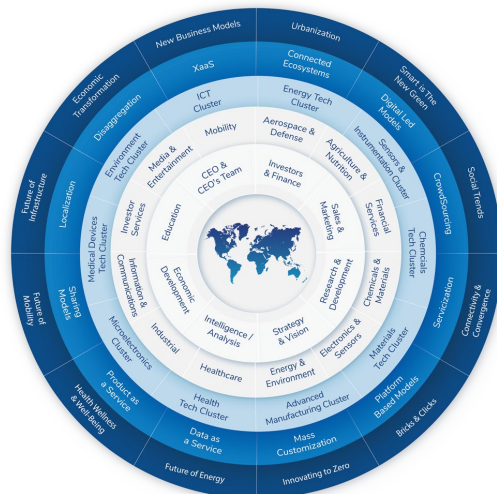 Urbanization
Smart is The
New Green
Social Trends
Connectivity &
Convergence
Bricks & Clicks
Innovating to Zero
Future of Energy
Health Wellness
& Well-Being
Future of
Mobility
Future of
Infrastructure
Economic
Transformation
New Business Models
Connected
Ecosystems
Digital Led
Models
CrowdSourcing
Servicization
Platform
Based Models
Mass
Customization
Data as
a Service
Product as
a Service
Sharing
Models
Localization
Disaggregation
XaaS
Energy Tech
Cluster
Sensors &
Instrumentation Cluster
Chemcials
Tech Cluster
Materials
Tech Cluster
Advanced
Manufacturing Cluster
Health
Tech Cluster
Microelectronics
Cluster
Medical Devices
Tech Cluster
Environment
Tech Cluster
ICT
Cluster
Aerospace &
Defense
Agriculture &
Nutrition
Financial
Services
Chemicals &
Materials
Electronics &
Sensors
Energy &
Environment
Healthcare
Industrial
Information &
Communications
Investor
Services
Media &
Entertainment
Mobility
Investors
& Finance
Sales &
Marketing
Research &
Development
Strategy
& Vision
Intelligence /
Analysis
Economic
Development
Education
CEO &
CEO's Team